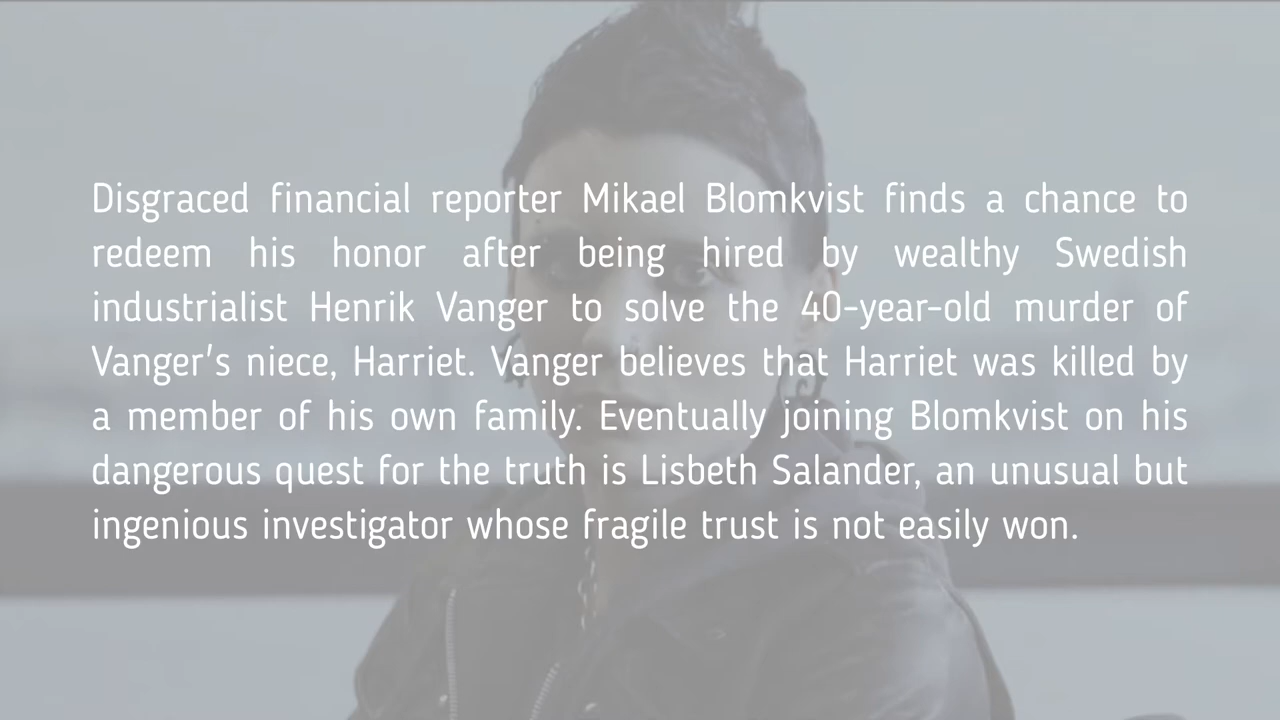 Disgraced financial reporter Mikael Blomkvist finds a chance to
redeem his honor after being hired by wealthy Swedish
industrialist Henrik Vanger to solve the 40-year-old murder of
Vanger's niece, Harriet. Vanger believes that Harriet was killed by
a member of his own family. Eventually joining Blomkvist on his
dangerous quest for the truth is Lisbeth Salander, an unusual but
ingenious investigator whose fragile trust is not easily won.